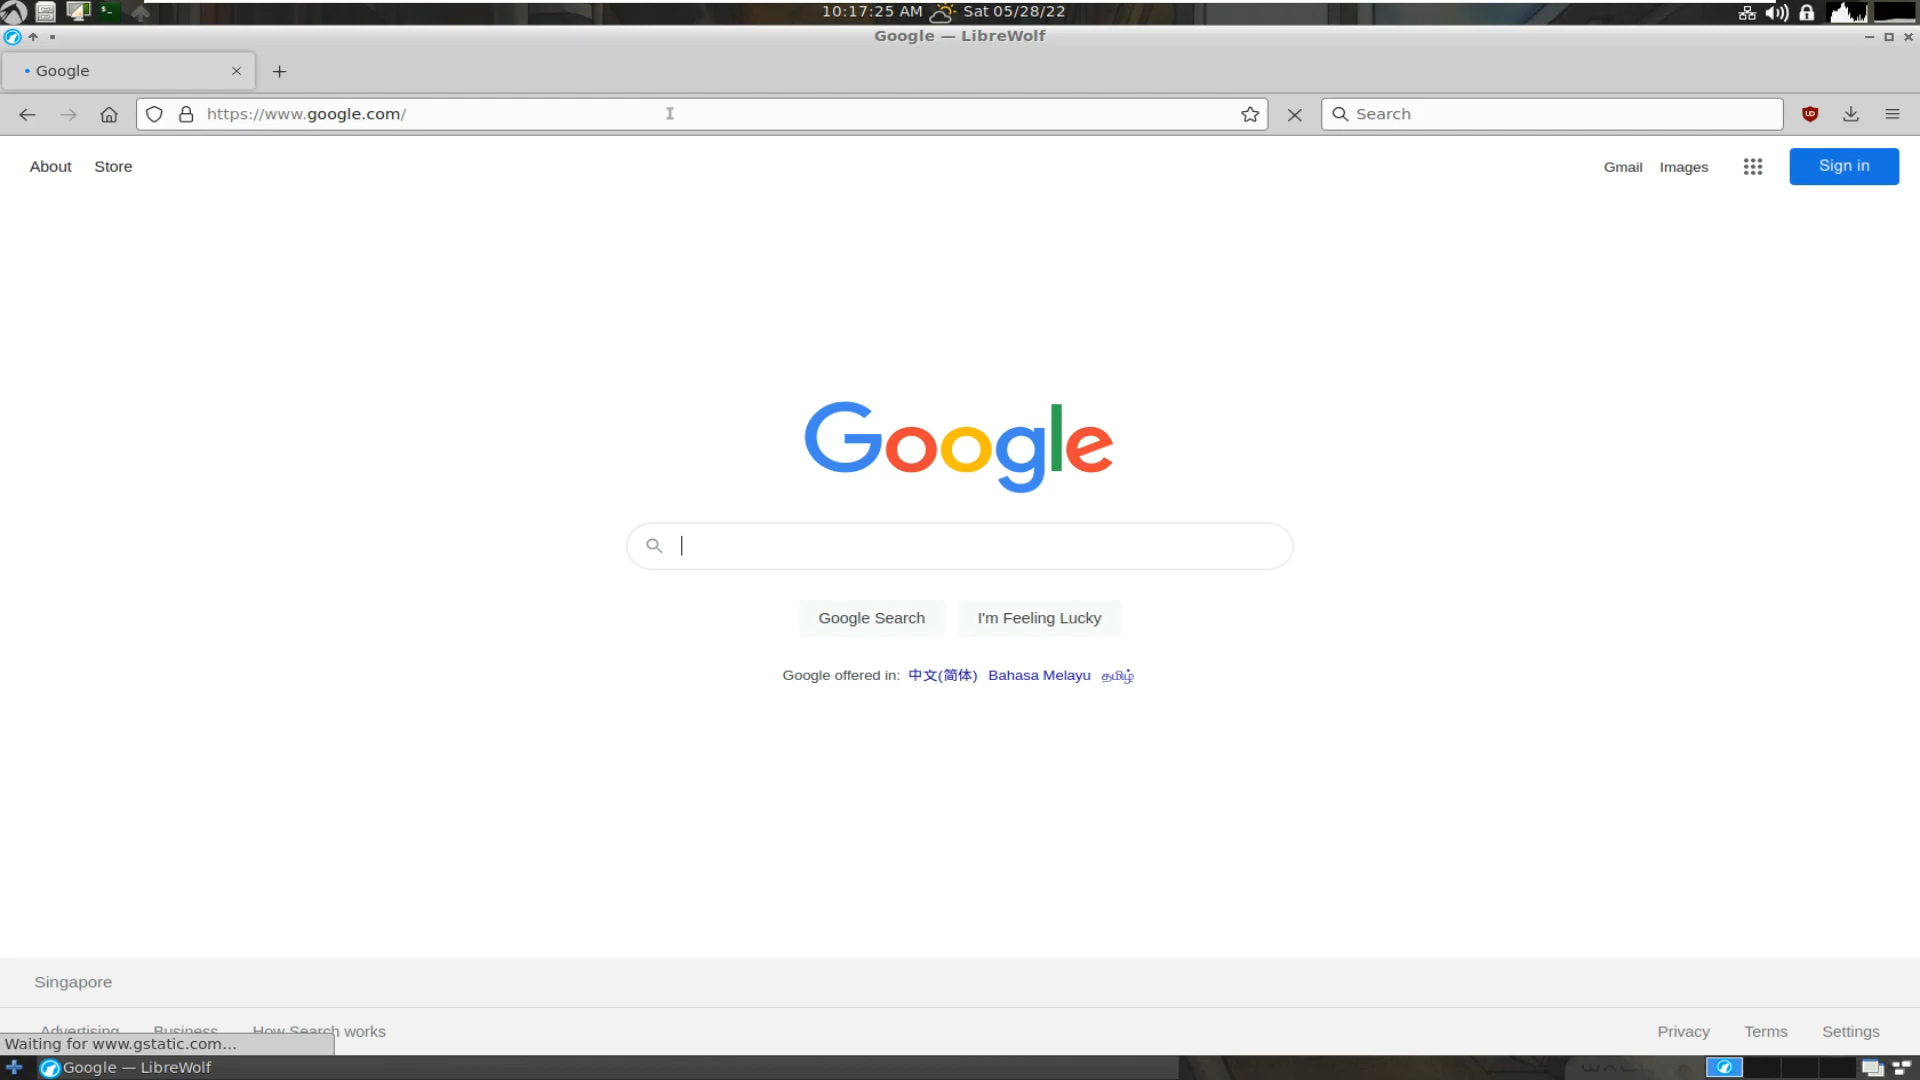 10:17:25 AM Sat 05/28/22
Google — LibreWolf
Google
https://www.google.com/
Search
About Store
Gmail Images Sign in
Google
Google Search I'm Feeling Lucky
Google offered in: 中文(简体) Bahasa Melayu தமிழ்
Singapore
Advertising Business How Search works
Privacy Terms Settings
Waiting for www.gstatic.com...
Google — LibreWolf